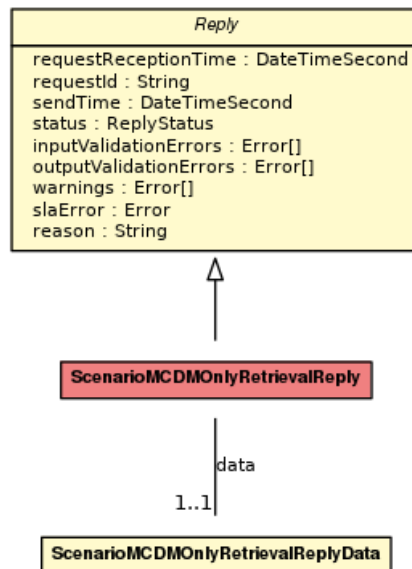 Reply
requestReceptionTime : DateTimeSecond
requestId : String
sendTime : DateTimeSecond
status : ReplyStatus
inputValidationErrors : Error[]
outputValidationErrors : Error[]
warnings : Error[]
slaError : Error
reason : String
ScenarioMCDMOnlyRetrievalReply
data
1..1
ScenarioMCDMOnlyRetrievalReplyData